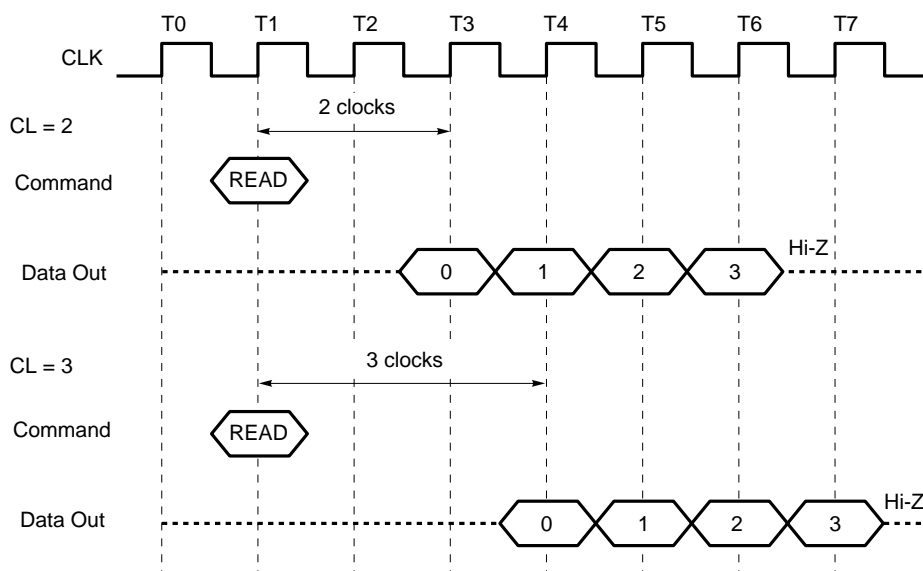 T0 T1 T2 T3 T4 T5 T6 T7
CLK
2 clocks
CL = 2
Command READ
Hi-Z
Data Out 0 1 2 3
3 clocks
CL = 3
Command READ
Hi-Z
Data Out 0 1 2 3